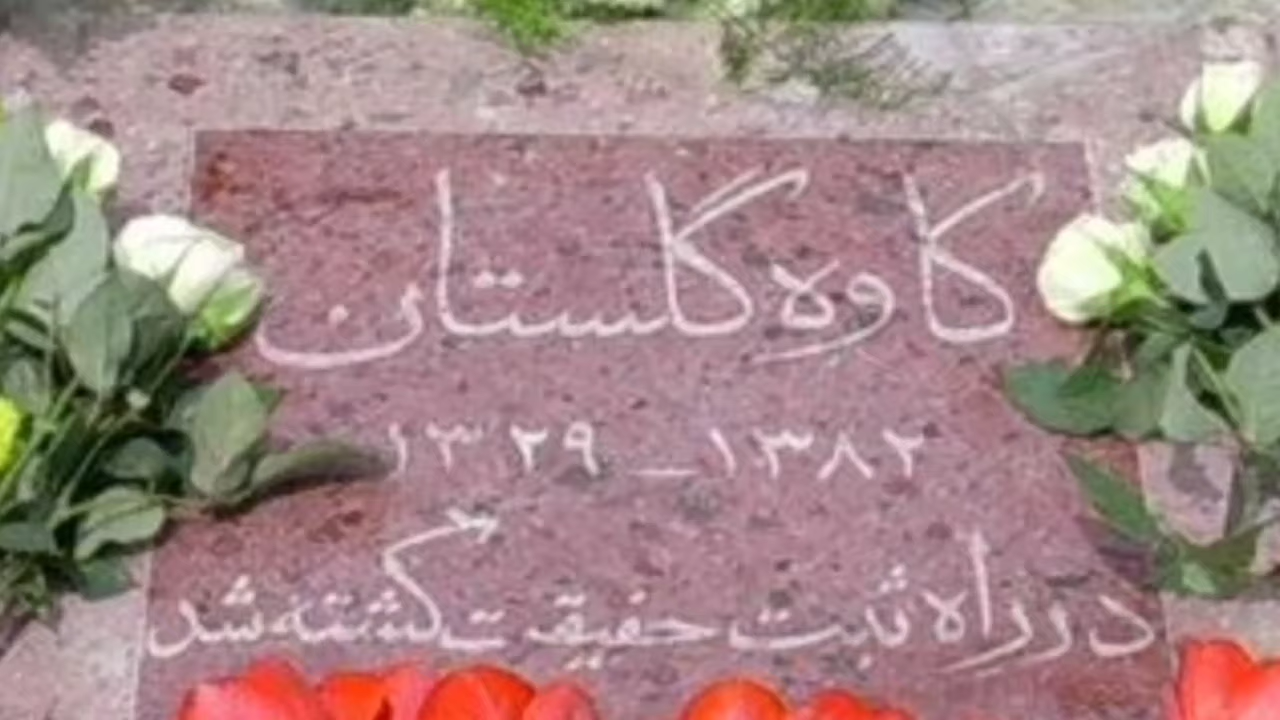 کاوه گلستان
۱۳۲۹ _ ۱۳۸۲
در راه ثبت حقیقت کشته شد